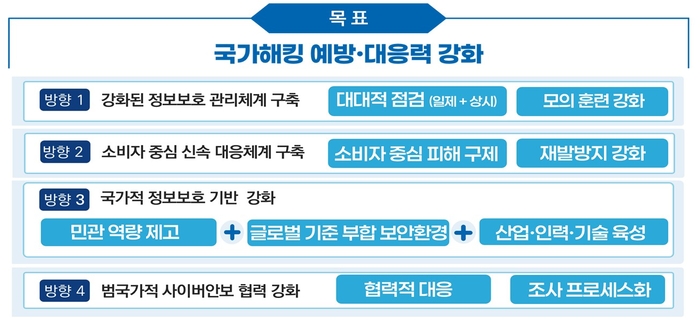 목 표
국가해킹 예방·대응력 강화
방향 1 강화된 정보보호 관리체계 구축 대대적 점검 (일제 + 상시) 모의 훈련 강화
방향 2 소비자 중심 신속 대응체계 구축 소비자 중심 피해 구제 재발방지 강화
방향 3 국가적 정보보호 기반 강화
민관 역량 제고 + 글로벌 기준 부합 보안환경 + 산업·인력·기술 육성
방향 4 범국가적 사이버안보 협력 강화 협력적 대응 조사 프로세스화